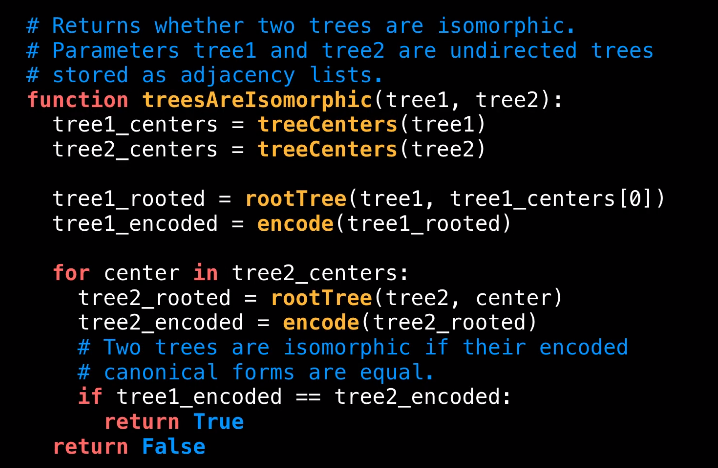 # Returns whether two trees are isomorphic.
# Parameters tree1 and tree2 are undirected trees
# stored as adjacency lists.
function treesAreIsomorphic(tree1, tree2):
  tree1_centers = treeCenters(tree1)
  tree2_centers = treeCenters(tree2)

  tree1_rooted = rootTree(tree1, tree1_centers[0])
  tree1_encoded = encode(tree1_rooted)

  for center in tree2_centers:
    tree2_rooted = rootTree(tree2, center)
    tree2_encoded = encode(tree2_rooted)
    # Two trees are isomorphic if their encoded
    # canonical forms are equal.
    if tree1_encoded == tree2_encoded:
      return True
  return False